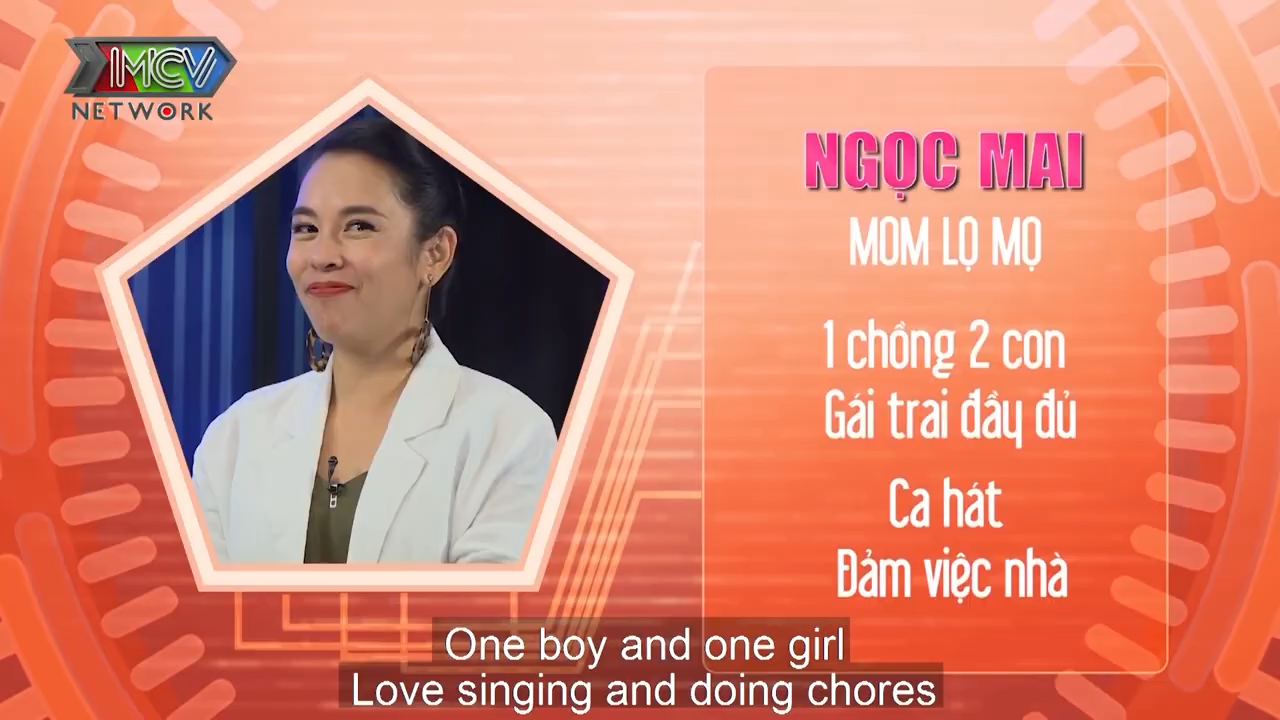 MCV
NETWORK
NGỌC MAI
MOM LỌ MỌ
1 chồng 2 con
Gái trai đầy đủ
Ca hát
Đảm việc nhà
One boy and one girl
Love singing and doing chores